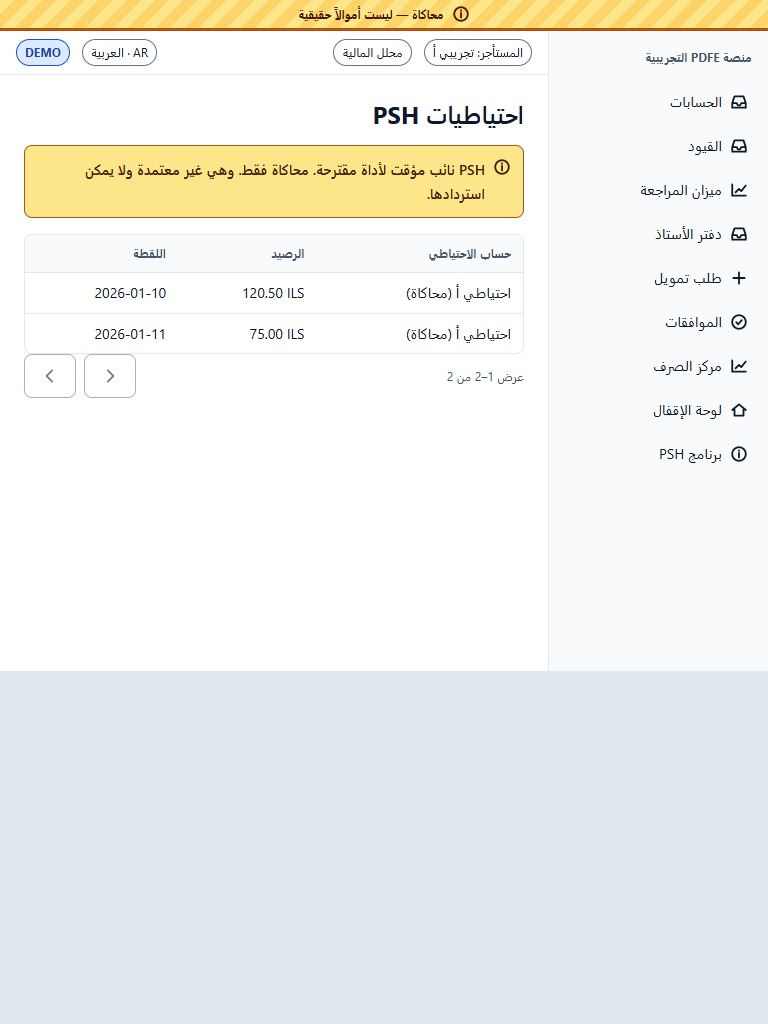 محاكاة — ليست أموالاً حقيقية
منصة PDFE التجريبية
الحسابات
القيود
ميزان المراجعة
دفتر الأستاذ
طلب تمويل
الموافقات
مركز الصرف
لوحة الإقفال
برنامج PSH
المستأجر: تجريبي أ
محلل المالية
العربية · AR
DEMO
احتياطيات PSH
PSH نائب مؤقت لأداة مقترحة. محاكاة فقط. وهي غير معتمدة ولا يمكن
استردادها.
حساب الاحتياطي الرصيد اللقطة
احتياطي أ (محاكاة) 120.50 ILS 2026-01-10
احتياطي أ (محاكاة) 75.00 ILS 2026-01-11
عرض 1–2 من 2